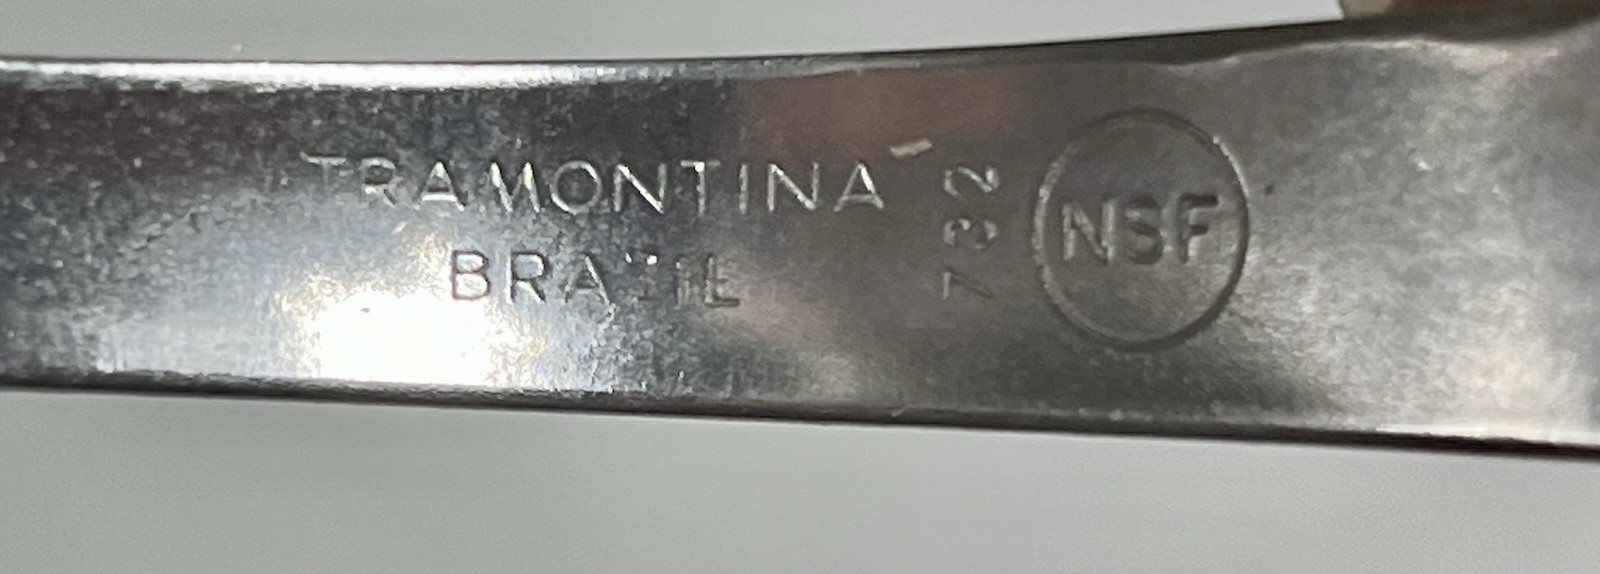 TRAMONTINA
BRAZIL
732
NSF